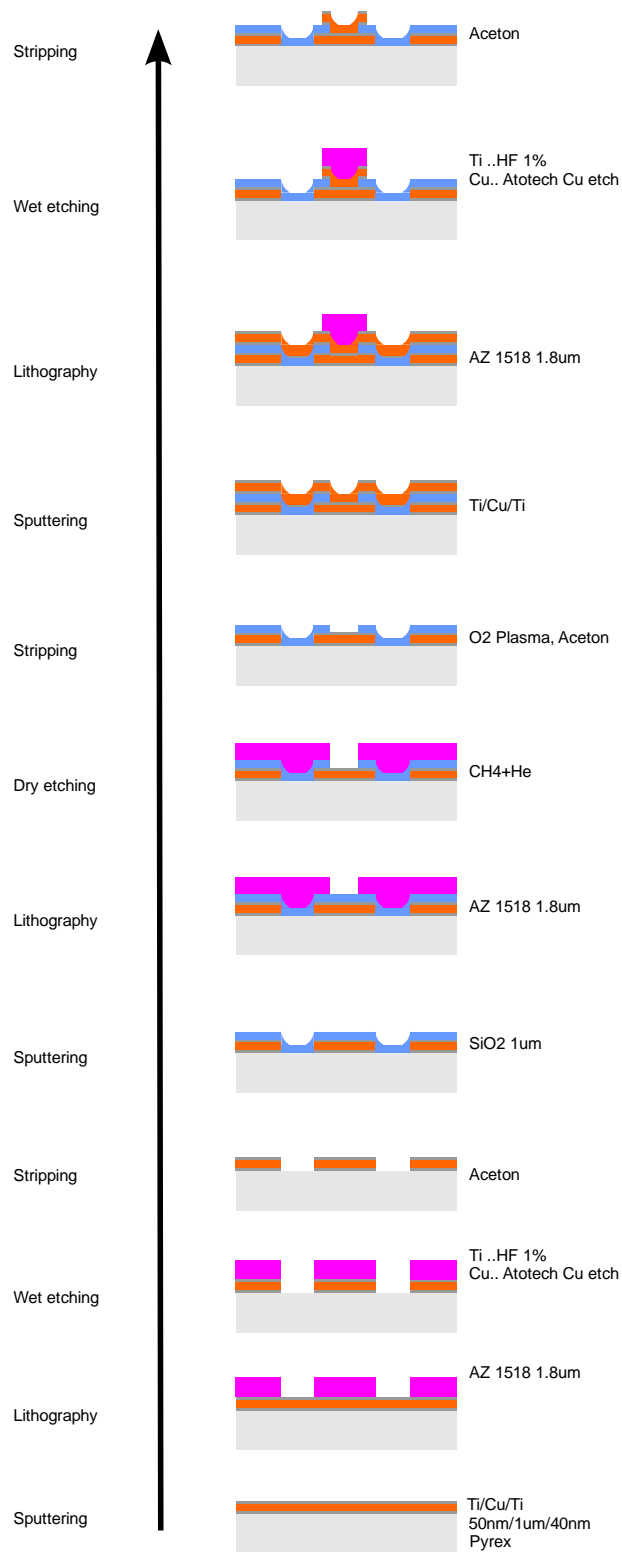 Stripping
Aceton
Wet etching
Ti ..HF 1%
Cu.. Atotech Cu etch
Lithography
AZ 1518 1.8um
Sputtering
Ti/Cu/Ti
Stripping
O2 Plasma, Aceton
Dry etching
CH4+He
Lithography
AZ 1518 1.8um
Sputtering
SiO2 1um
Stripping
Aceton
Wet etching
Ti ..HF 1%
Cu.. Atotech Cu etch
Lithography
AZ 1518 1.8um
Sputtering
Ti/Cu/Ti
50nm/1um/40nm
Pyrex